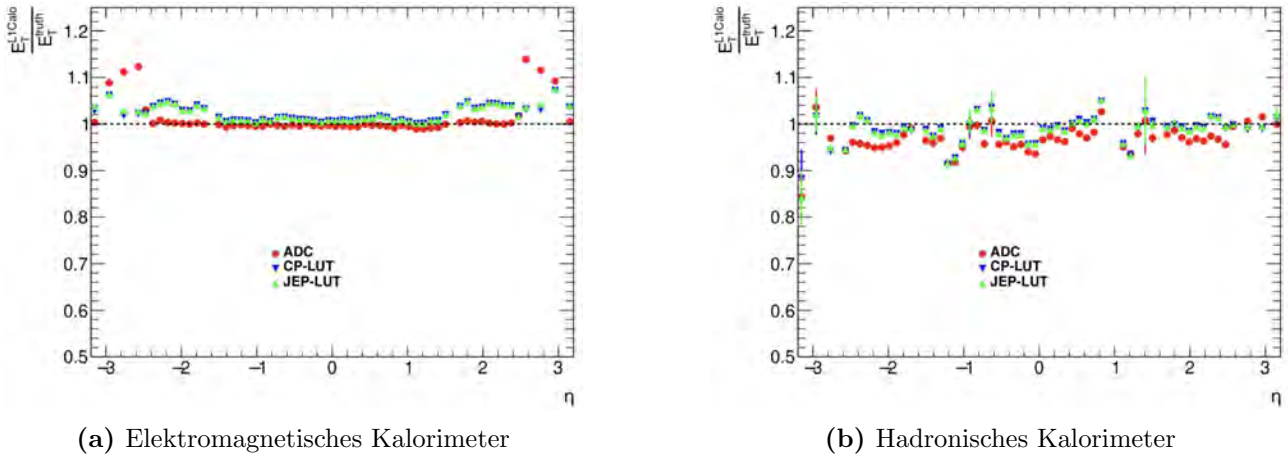 E_T^L1Calo
E_T^truth
1.2
1.1
1
0.9
0.8
0.7
0.6
0.5
ADC
CP-LUT
JEP-LUT
−3 −2 −1 0 1 2 3
η
(a) Elektromagnetisches Kalorimeter
E_T^L1Calo
E_T^truth
1.2
1.1
1
0.9
0.8
0.7
0.6
0.5
ADC
CP-LUT
JEP-LUT
−3 −2 −1 0 1 2 3
η
(b) Hadronisches Kalorimeter